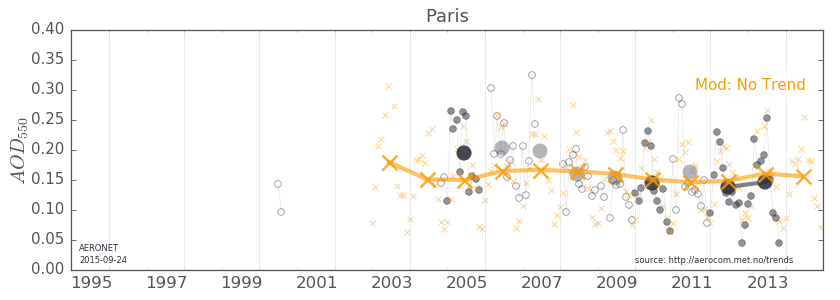 Paris
0.40
0.35
0.30
0.25
0.20
0.15
0.10
0.05
0.00
AOD550
Mod: No Trend
AERONET
2015-09-24
source: http://aerocom.met.no/trends
1995 1997 1999 2001 2003 2005 2007 2009 2011 2013